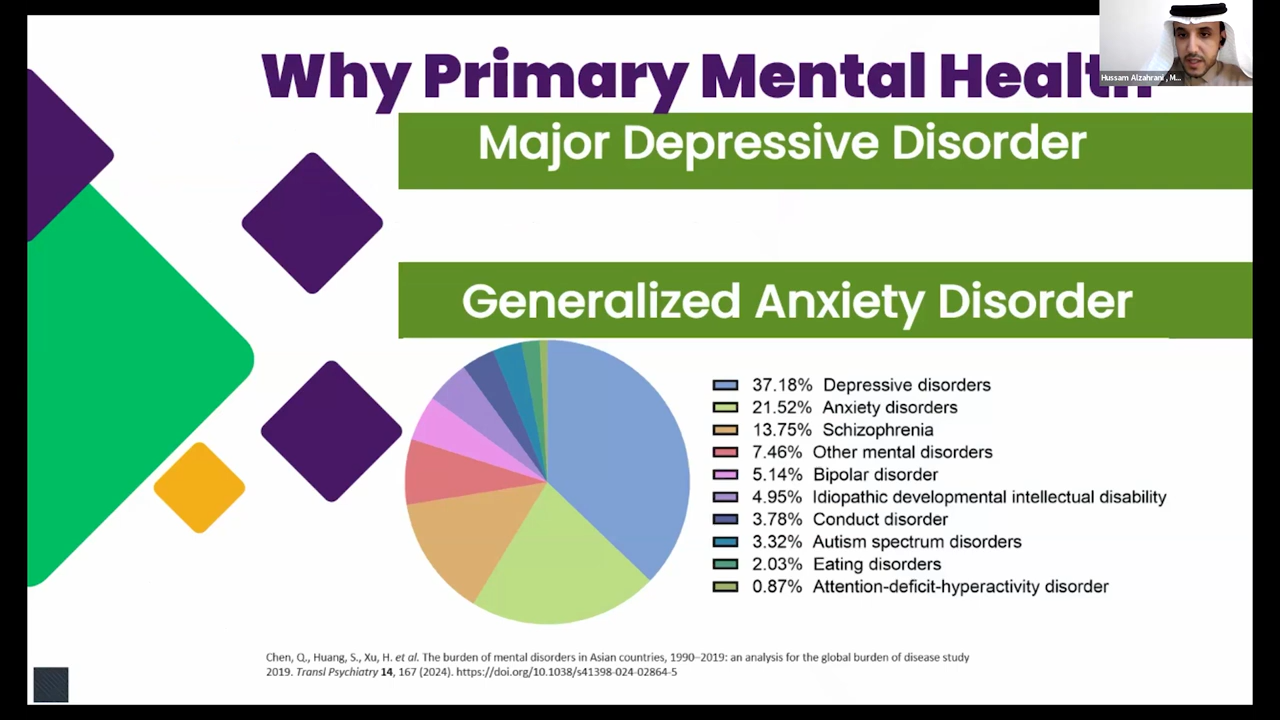 Why Primary Mental Health
Hussam Alzahrani , M...
Major Depressive Disorder
Generalized Anxiety Disorder
37.18% Depressive disorders
21.52% Anxiety disorders
13.75% Schizophrenia
7.46% Other mental disorders
5.14% Bipolar disorder
4.95% Idiopathic developmental intellectual disability
3.78% Conduct disorder
3.32% Autism spectrum disorders
2.03% Eating disorders
0.87% Attention-deficit-hyperactivity disorder
Chen, Q., Huang, S., Xu, H. et al. The burden of mental disorders in Asian countries, 1990–2019: an analysis for the global burden of disease study
2019. Transl Psychiatry 14, 167 (2024). https://doi.org/10.1038/s41398-024-02864-5